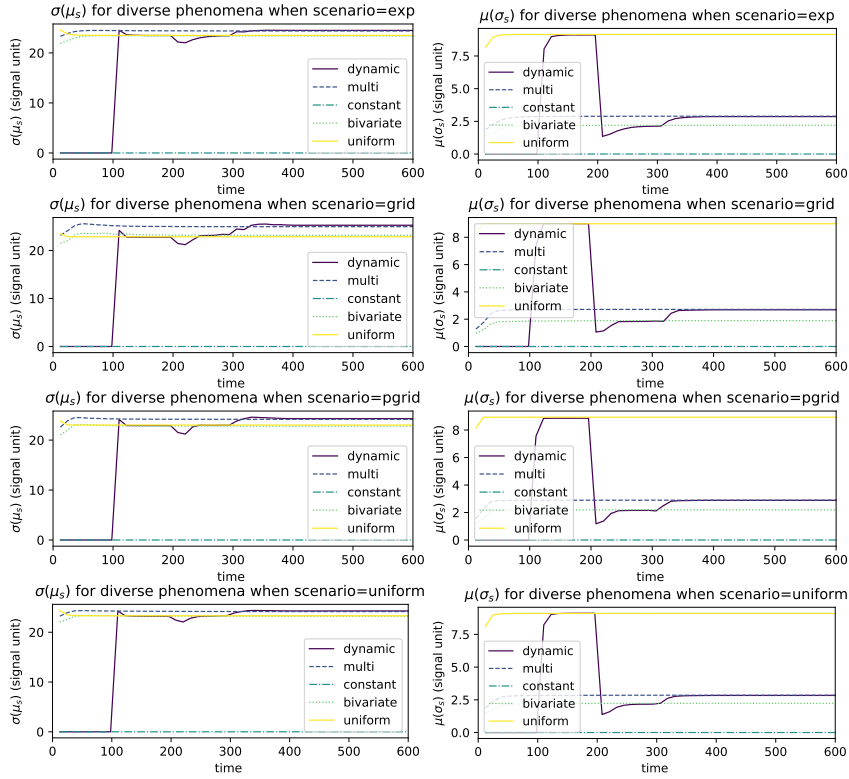 σ(μₛ) for diverse phenomena when scenario=exp
σ(μₛ) (signal unit)
20
10
0
dynamic
multi
constant
bivariate
uniform
0 100 200 300 400 500 600
time
μ(σₛ) for diverse phenomena when scenario=exp
μ(σₛ) (signal unit)
7.5
5.0
2.5
0.0
dynamic
multi
constant
bivariate
uniform
0 100 200 300 400 500 600
time
σ(μₛ) for diverse phenomena when scenario=grid
σ(μₛ) (signal unit)
20
10
0
dynamic
multi
constant
bivariate
uniform
0 100 200 300 400 500 600
time
μ(σₛ) for diverse phenomena when scenario=grid
μ(σₛ) (signal unit)
8
6
4
2
0
dynamic
multi
constant
bivariate
uniform
0 100 200 300 400 500 600
time
σ(μₛ) for diverse phenomena when scenario=pgrid
σ(μₛ) (signal unit)
20
10
0
dynamic
multi
constant
bivariate
uniform
0 100 200 300 400 500 600
time
μ(σₛ) for diverse phenomena when scenario=pgrid
μ(σₛ) (signal unit)
8
6
4
2
0
dynamic
multi
constant
bivariate
uniform
0 100 200 300 400 500 600
time
σ(μₛ) for diverse phenomena when scenario=uniform
σ(μₛ) (signal unit)
20
10
0
dynamic
multi
constant
bivariate
uniform
0 100 200 300 400 500 600
time
μ(σₛ) for diverse phenomena when scenario=uniform
μ(σₛ) (signal unit)
7.5
5.0
2.5
0.0
dynamic
multi
constant
bivariate
uniform
0 100 200 300 400 500 600
time